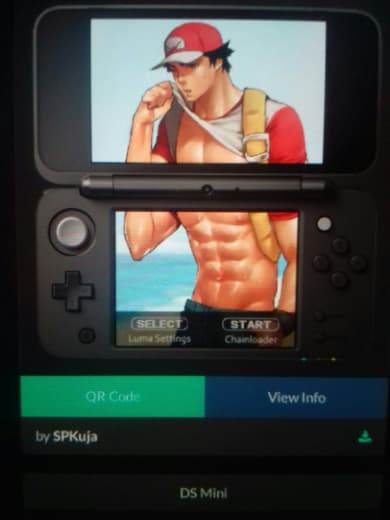 SELECT
START
Luma Settings
Chainloader
QR Code
View Info
by SPKuja
DS Mini